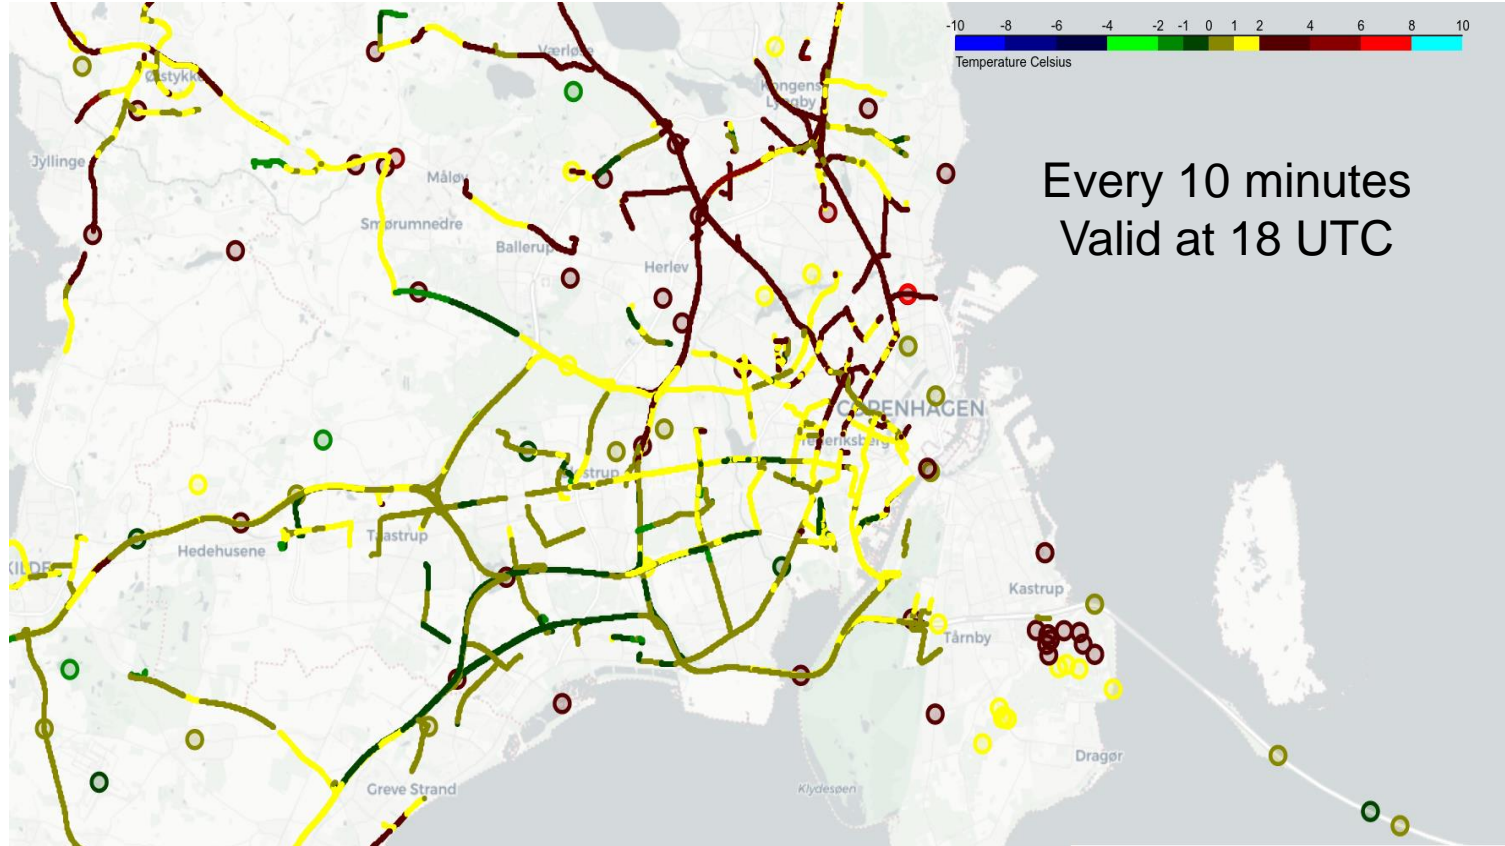 -10 -8 -6 -4 -2 -1 0 1 2 4 6 8 10
Temperature Celsius
Værløse
Kongens
Lyngby
Jyllinge
Måløv
Smørumnedre
Ballerup
Herlev
Every 10 minutes
Valid at 18 UTC
COPENHAGEN
Frederiksberg
Taastrup
Hedehusene
KILDE
Kastrup
Tårnby
Dragør
Greve Strand
Klydesøen